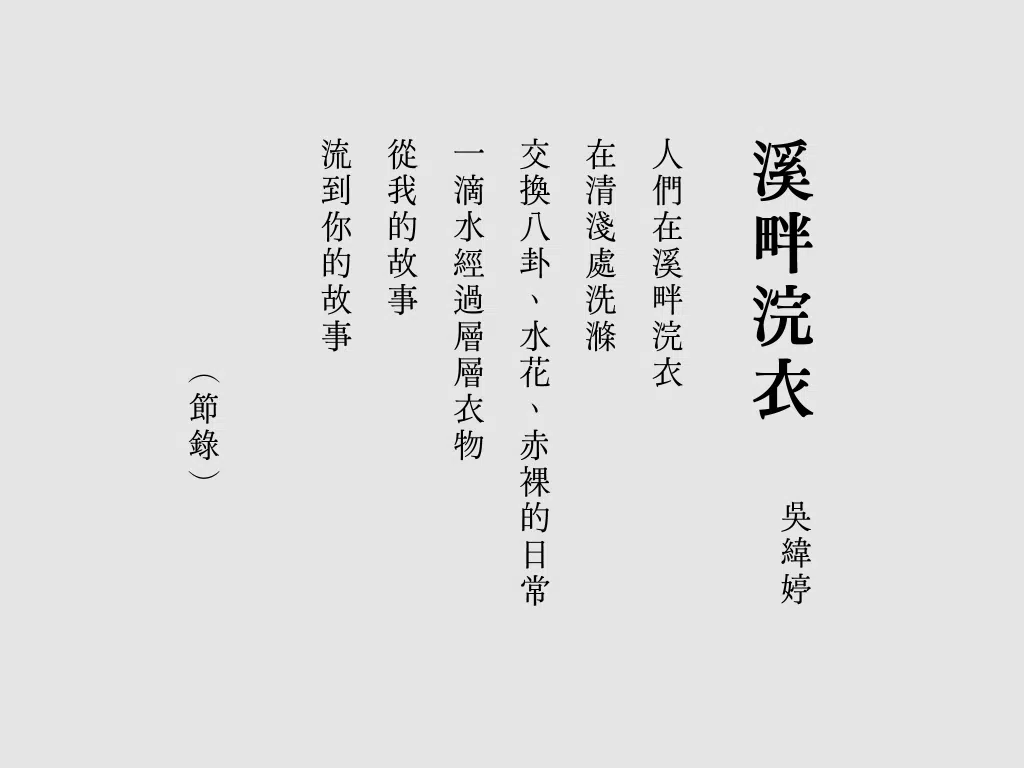 溪畔浣衣
吳緯婷
人們在溪畔浣衣
在清淺處洗滌
交換八卦、水花、赤裸的日常
一滴水經過層層衣物
從我的故事
流到你的故事
（節錄）